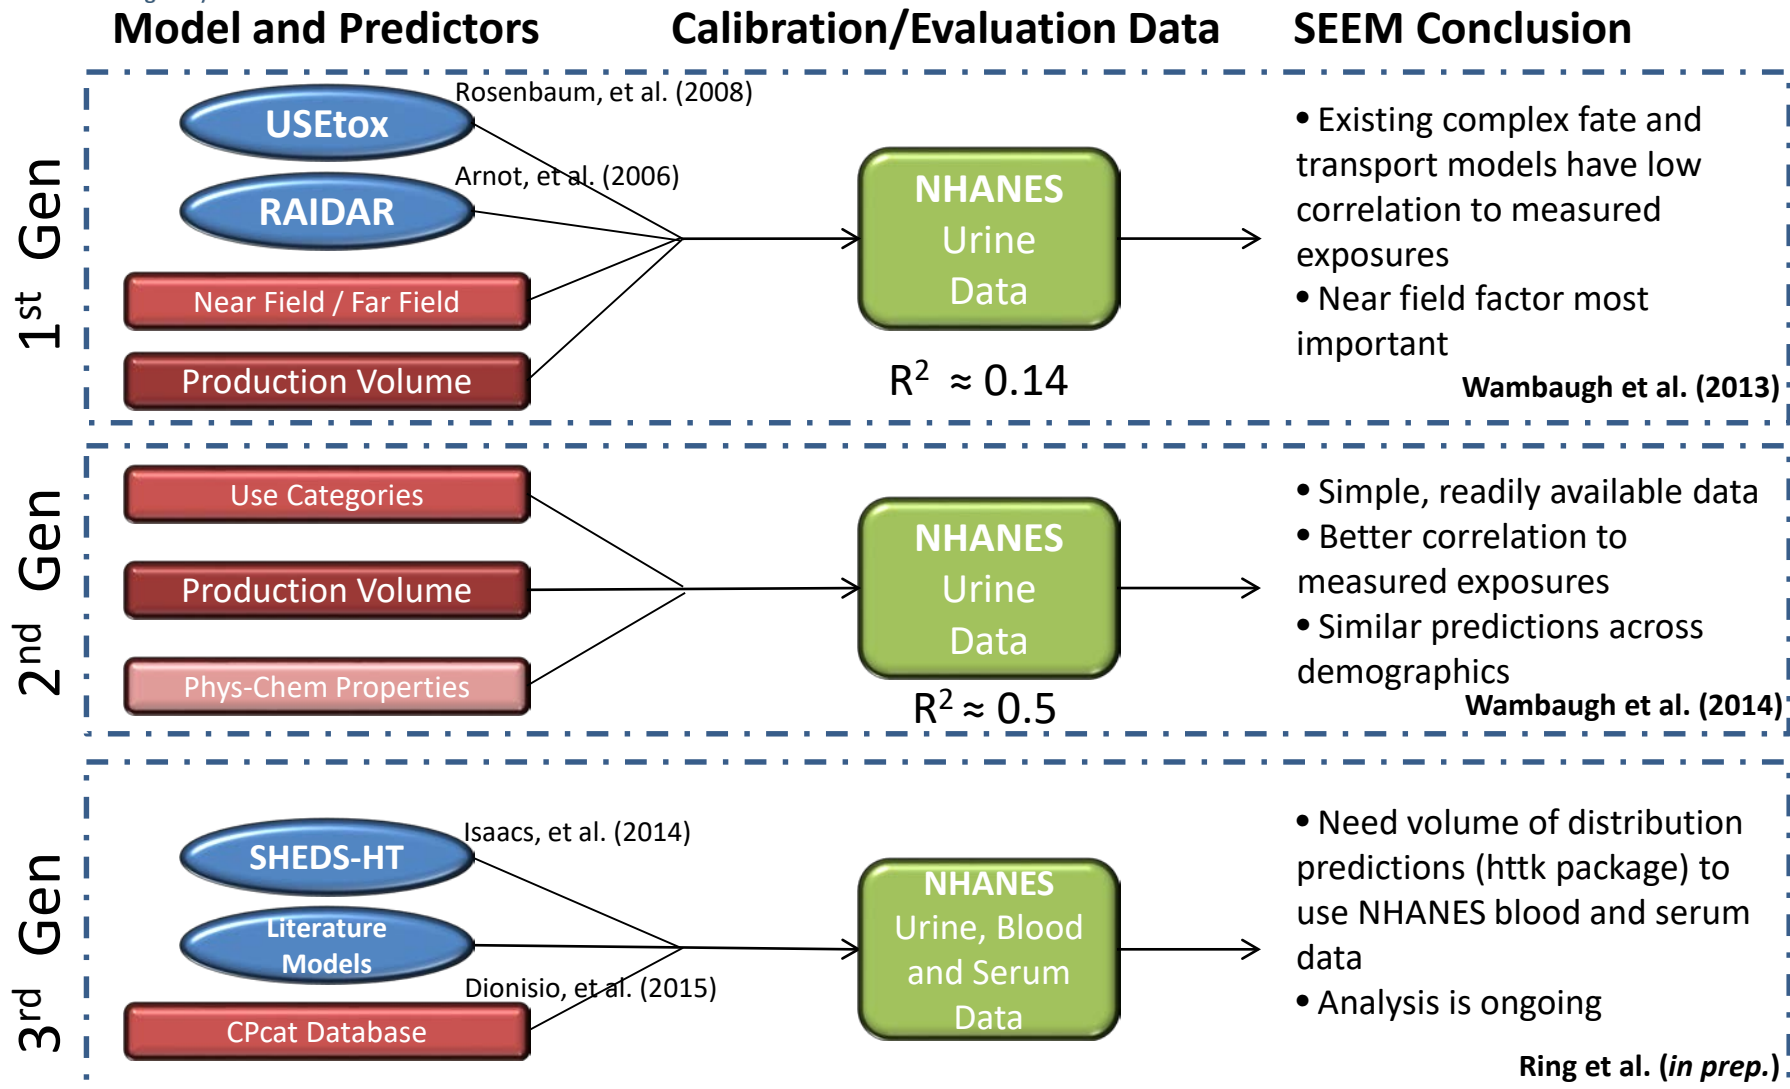 Model and Predictors
Calibration/Evaluation Data
SEEM Conclusion
1st Gen
USEtox
Rosenbaum, et al. (2008)
RAIDAR
Arnot, et al. (2006)
Near Field / Far Field
Production Volume
NHANES
Urine
Data
R² ≈ 0.14
• Existing complex fate and
transport models have low
correlation to measured
exposures
• Near field factor most
important
Wambaugh et al. (2013)
2nd Gen
Use Categories
Production Volume
Phys-Chem Properties
NHANES
Urine
Data
R² ≈ 0.5
• Simple, readily available data
• Better correlation to
measured exposures
• Similar predictions across
demographics
Wambaugh et al. (2014)
3rd Gen
SHEDS-HT
Isaacs, et al. (2014)
Literature
Models
Dionisio, et al. (2015)
CPcat Database
NHANES
Urine, Blood
and Serum
Data
• Need volume of distribution
predictions (httk package) to
use NHANES blood and serum
data
• Analysis is ongoing
Ring et al. (in prep.)